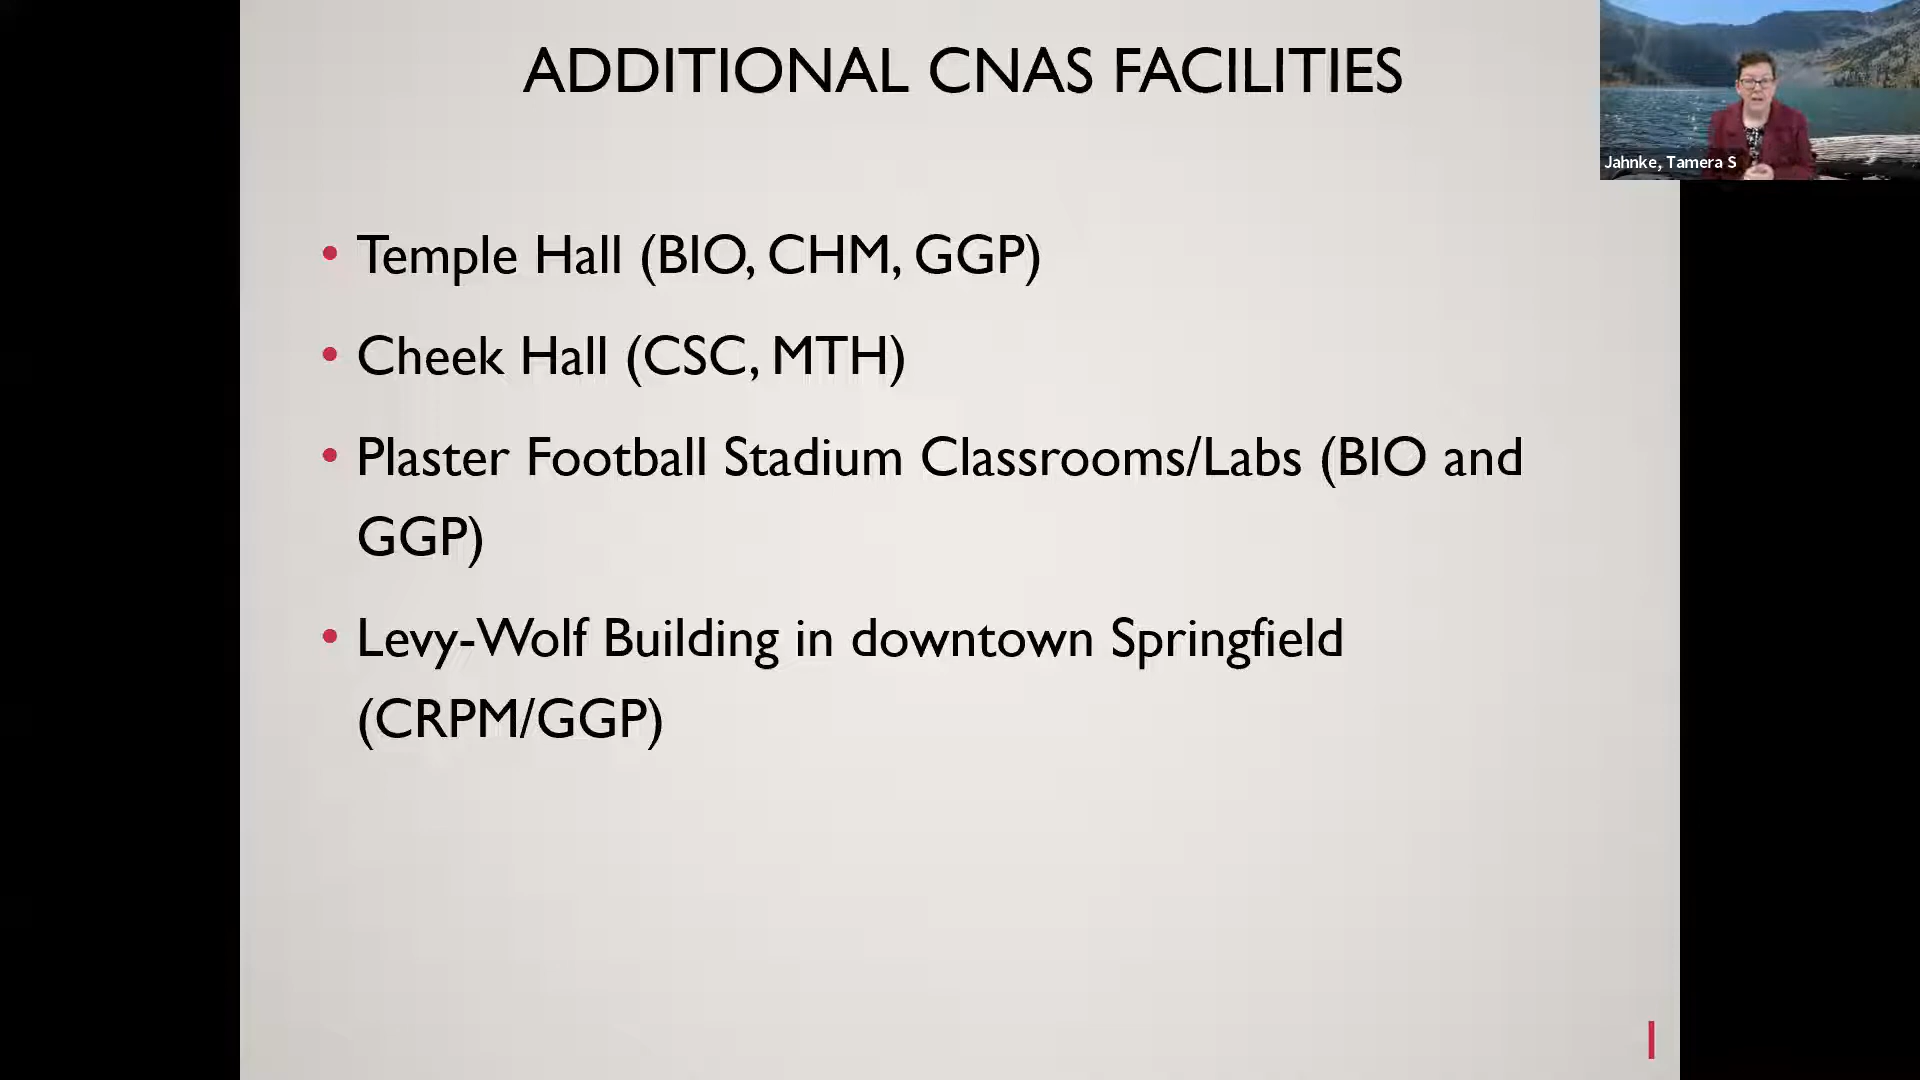 ADDITIONAL CNAS FACILITIES
Jahnke, Tamera S
• Temple Hall (BIO, CHM, GGP)
• Cheek Hall (CSC, MTH)
• Plaster Football Stadium Classrooms/Labs (BIO and
GGP)
• Levy-Wolf Building in downtown Springfield
(CRPM/GGP)